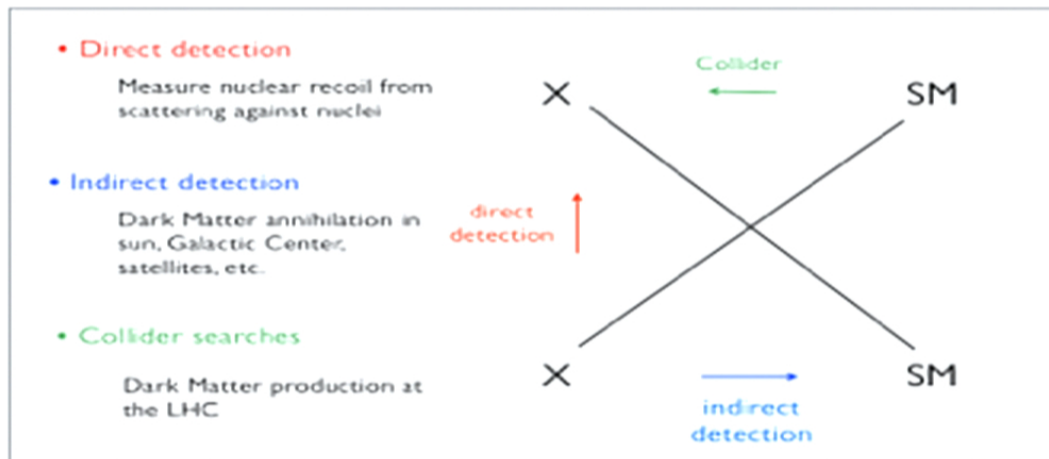 • Direct detection
Measure nuclear recoil from
scattering against nuclei
• Indirect detection
Dark Matter annihilation in
sun, Galactic Center,
satellites, etc.
• Collider searches
Dark Matter production at
the LHC
Collider
X
SM
direct
detection
X
SM
indirect
detection